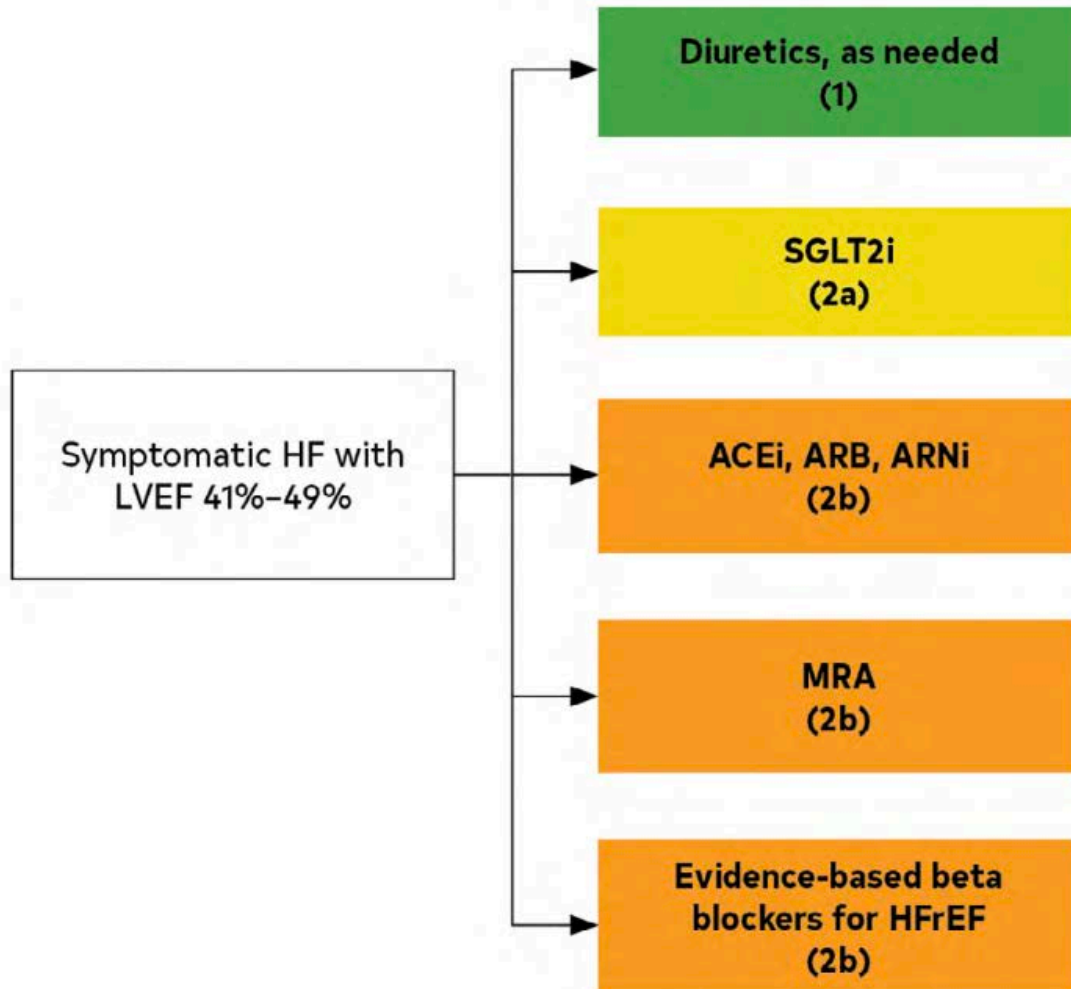 Diuretics, as needed
(1)
SGLT2i
(2a)
Symptomatic HF with
LVEF 41%–49%
ACEi, ARB, ARNi
(2b)
MRA
(2b)
Evidence-based beta
blockers for HFrEF
(2b)